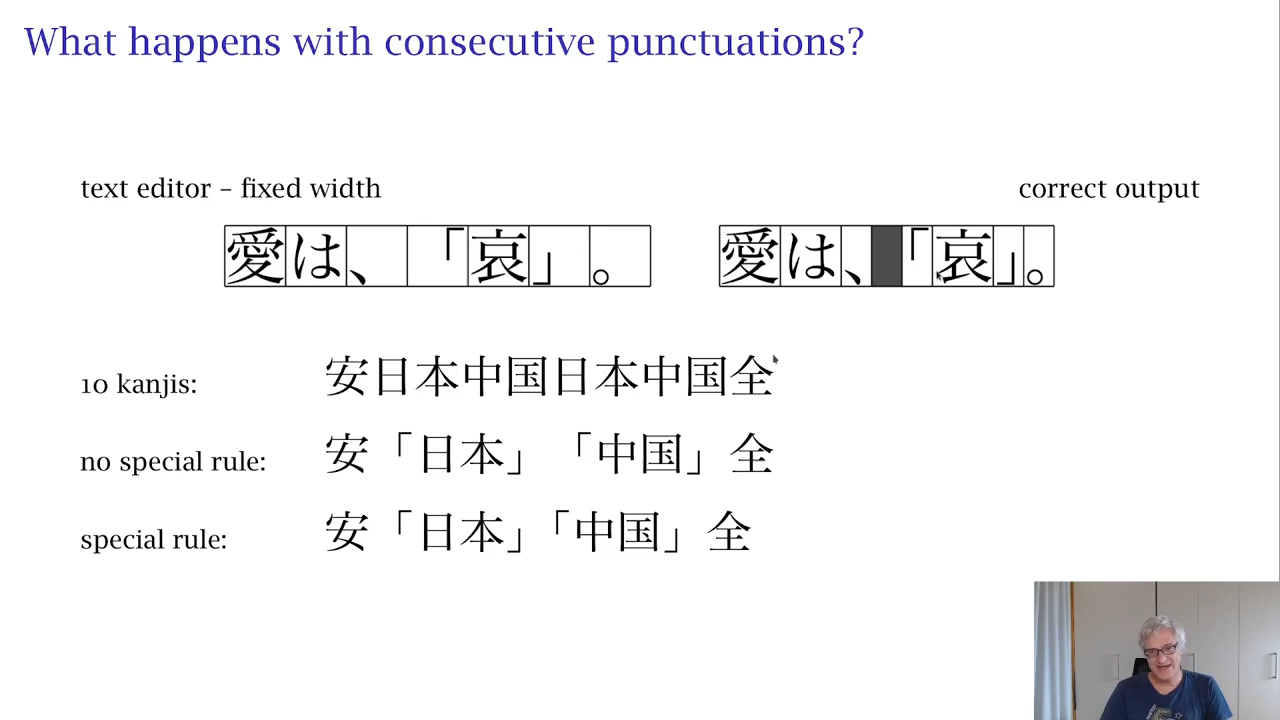 What happens with consecutive punctuations?
text editor – fixed width
correct output
愛は、「哀」。
愛は、「哀」。
10 kanjis: 安日本中国日本中国全
no special rule: 安「日本」「中国」全
special rule: 安「日本」「中国」全